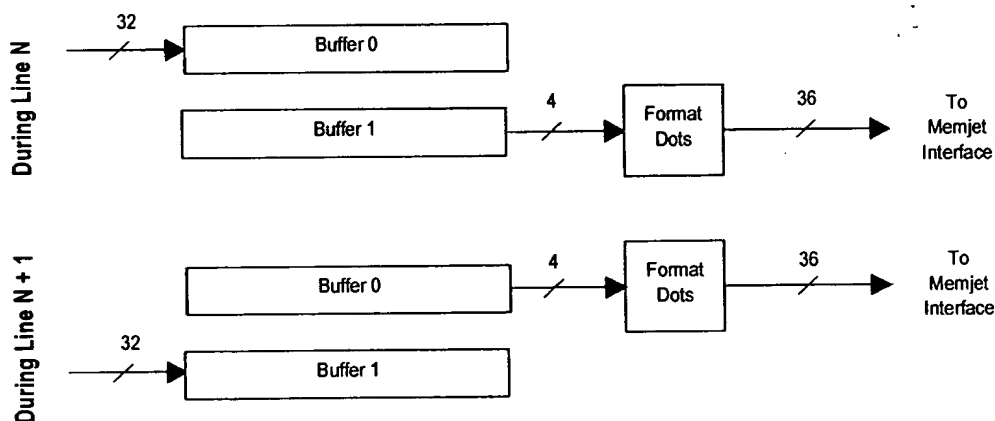 During Line N
32
Buffer 0
Buffer 1
4
Format
Dots
36
To
Memjet
Interface
During Line N + 1
Buffer 0
4
Format
Dots
36
To
Memjet
Interface
32
Buffer 1